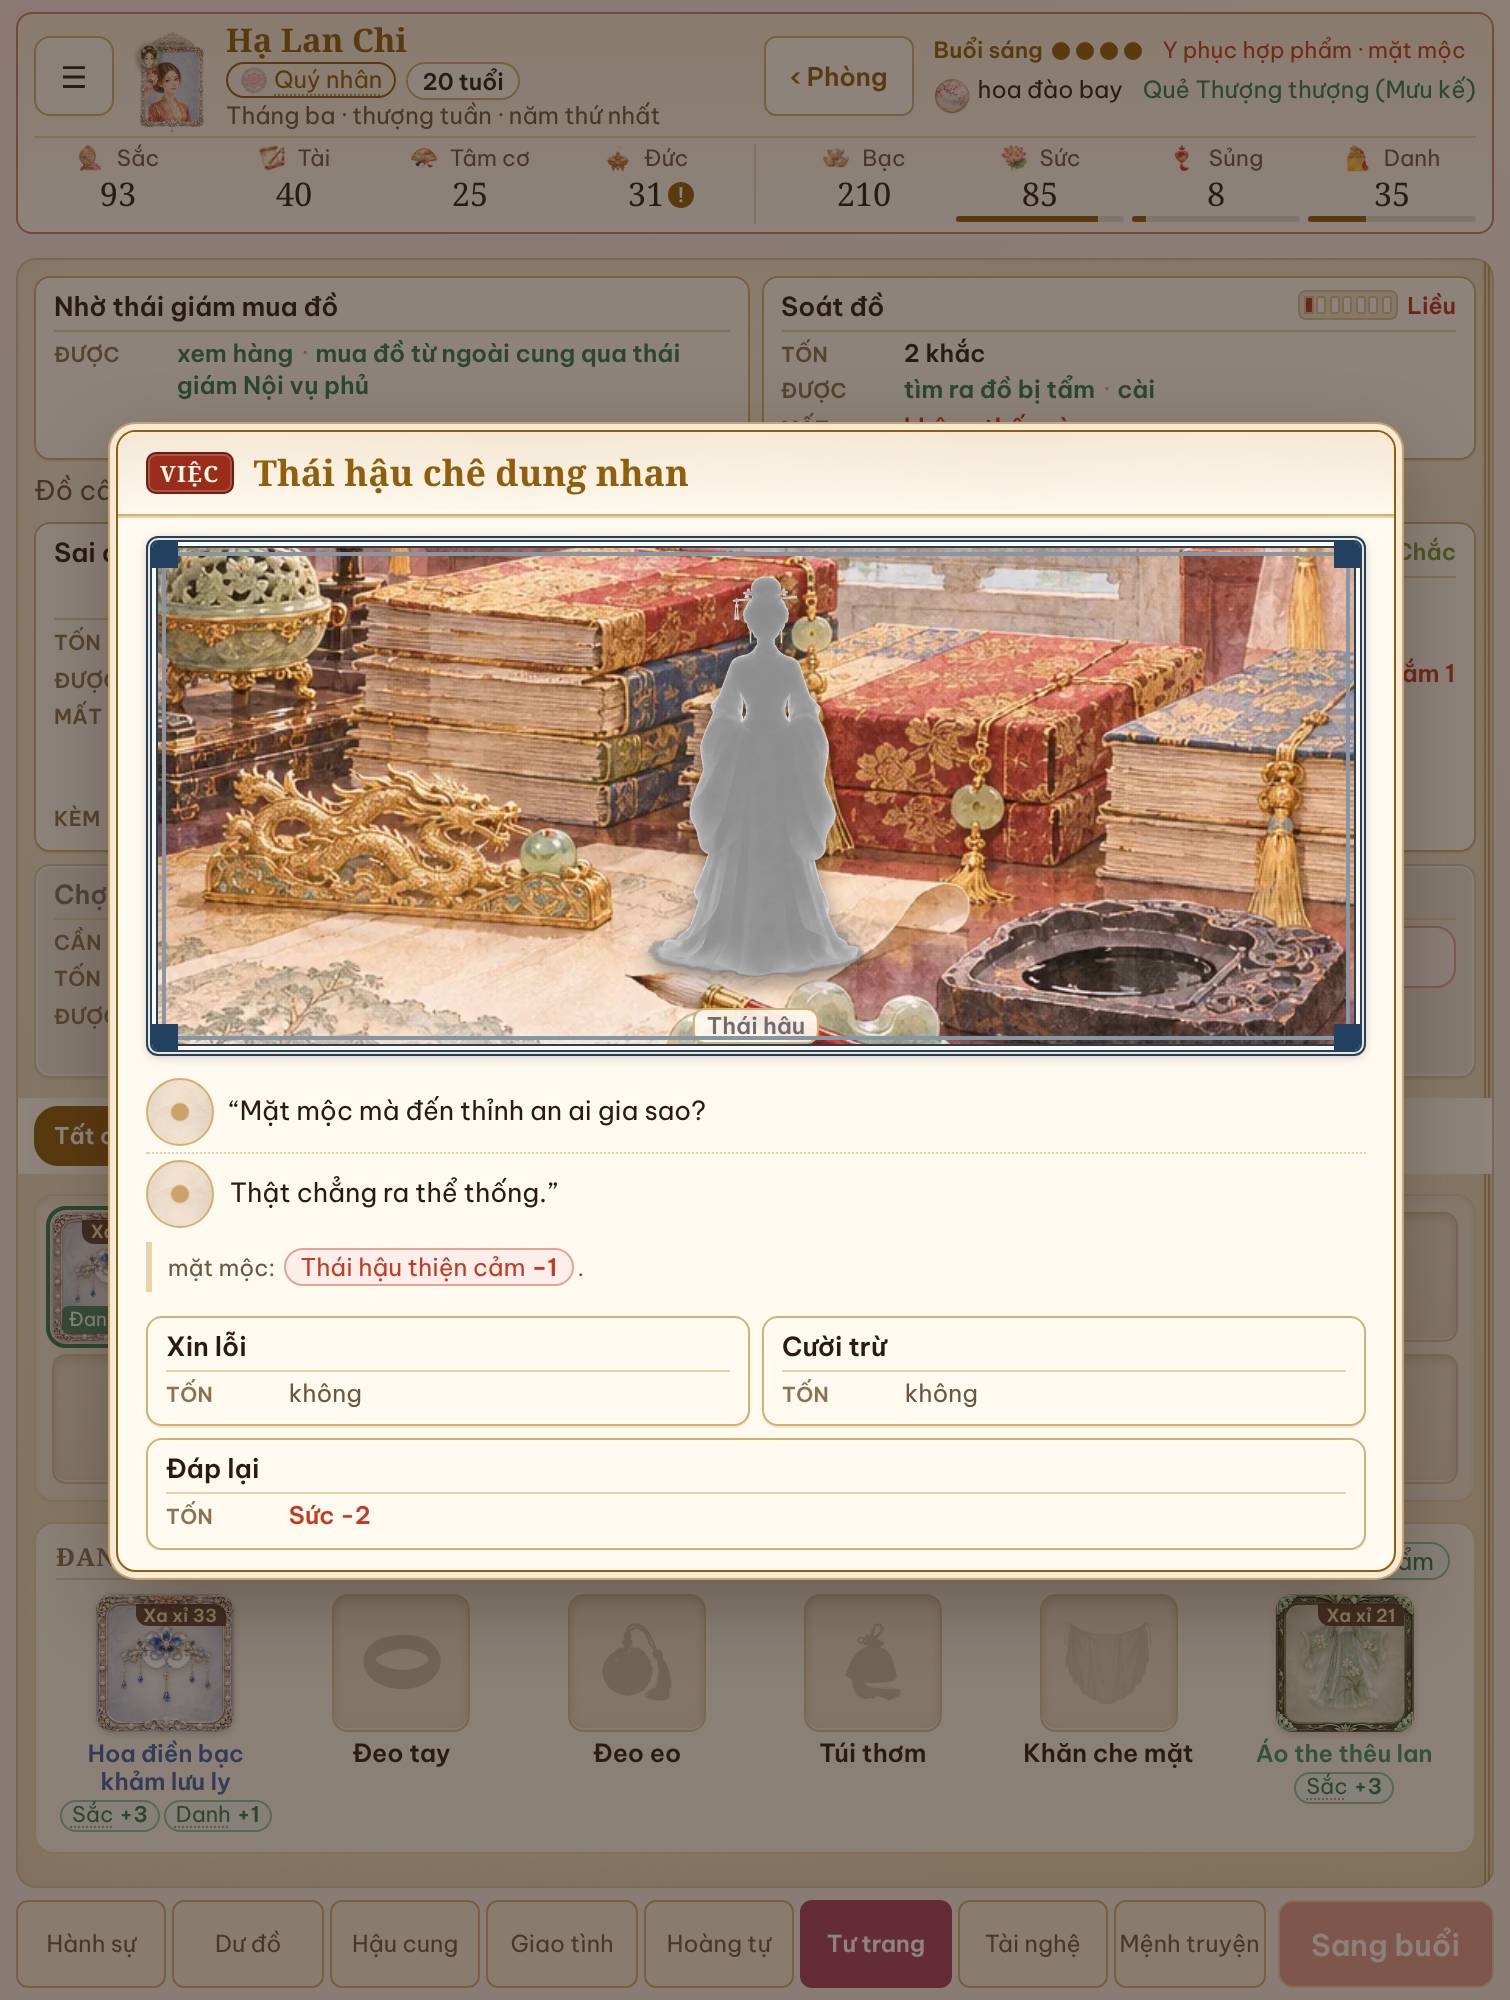 ☰
Hạ Lan Chi
Quý nhân
20 tuổi
Tháng ba · thượng tuần · năm thứ nhất
‹ Phòng
Buổi sáng
Y phục hợp phẩm · mặt mộc
hoa đào bay
Quẻ Thượng thượng (Mưu kế)
Sắc
Tài
Tâm cơ
Đức
Bạc
Sức
Sủng
Danh
93
40
25
31 !
210
85
8
35
Nhờ thái giám mua đồ
ĐƯỢC xem hàng · mua đồ từ ngoài cung qua thái
giám Nội vụ phủ
Soát đồ
Liều
TỐN 2 khắc
ĐƯỢC tìm ra đồ bị tẩm · cài
VIỆC Thái hậu chê dung nhan
Thái hậu
“Mặt mộc mà đến thỉnh an ai gia sao?
Thật chẳng ra thể thống.”
mặt mộc: Thái hậu thiện cảm −1 .
Xin lỗi
TỐN không
Cười trừ
TỐN không
Đáp lại
TỐN Sức -2
Sai
Chắc
TỐN
MẤT
KÈM
CẦN
TỐN
Xa xỉ 33
Hoa điền bạc
khảm lưu ly
Sắc +3
Danh +1
Đeo tay
Đeo eo
Túi thơm
Khăn che mặt
Xa xỉ 21
Áo the thêu lan
Sắc +3
Hành sự
Dư đồ
Hậu cung
Giao tình
Hoàng tự
Tư trang
Tài nghệ
Mệnh truyện
Sang buổi